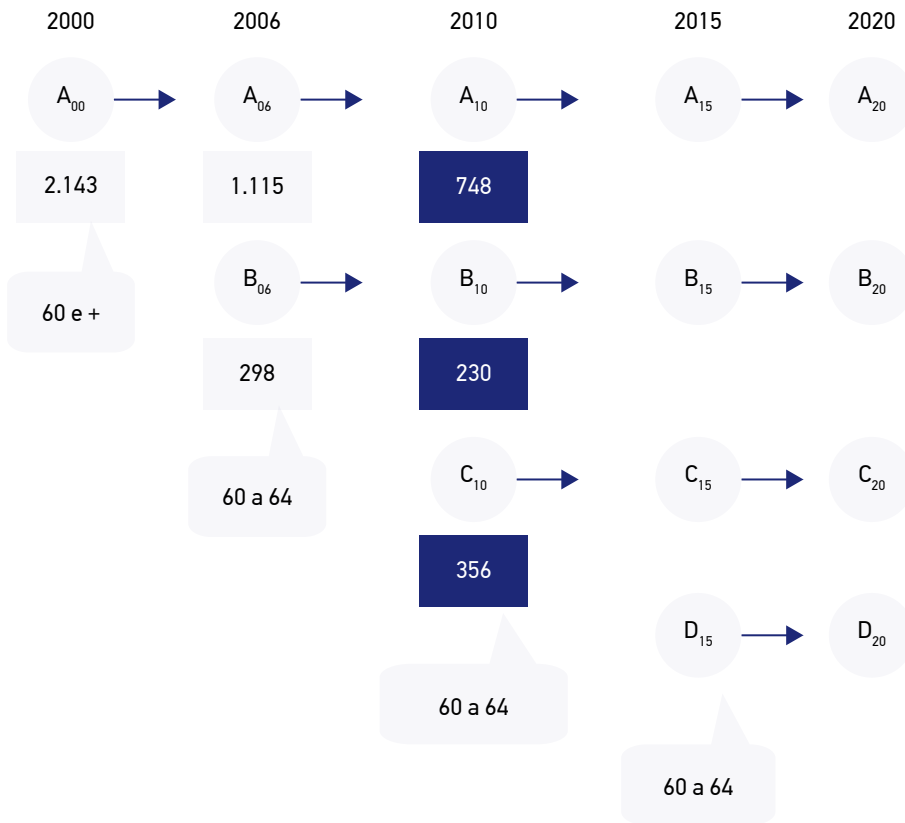 2000 2006 2010 2015 2020
A₀₀ A₀₆ A₁₀ A₁₅ A₂₀
2.143 1.115 748
B₀₆ B₁₀ B₁₅ B₂₀
60 e +
298 230
C₁₀ C₁₅ C₂₀
60 a 64
356
D₁₅ D₂₀
60 a 64
60 a 64